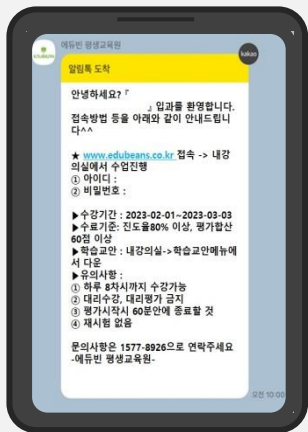 에듀빈 평생교육원
EDUBEAN
kakao
알림톡 도착
안녕하세요? 『
』 입과를 환영합니다.
접속방법 등을 아래와 같이 안내드립니
다^^
★ www.edubeans.co.kr 접속 -> 내강
의실에서 수업진행
① 아이디 :
② 비밀번호 :
▶수강기간 : 2023-02-01~2023-03-03
▶수료기준: 진도율80% 이상, 평가합산
60점 이상
▶학습교안 : 내강의실->학습교안메뉴에
서 다운
▶유의사항 :
① 하루 8차시까지 수강가능
② 대리수강, 대리평가 금지
③ 평가시작시 60분안에 종료할 것
④ 재시험 없음
문의사항은 1577-8926으로 연락주세요
-에듀빈 평생교육원-
오전 10:00